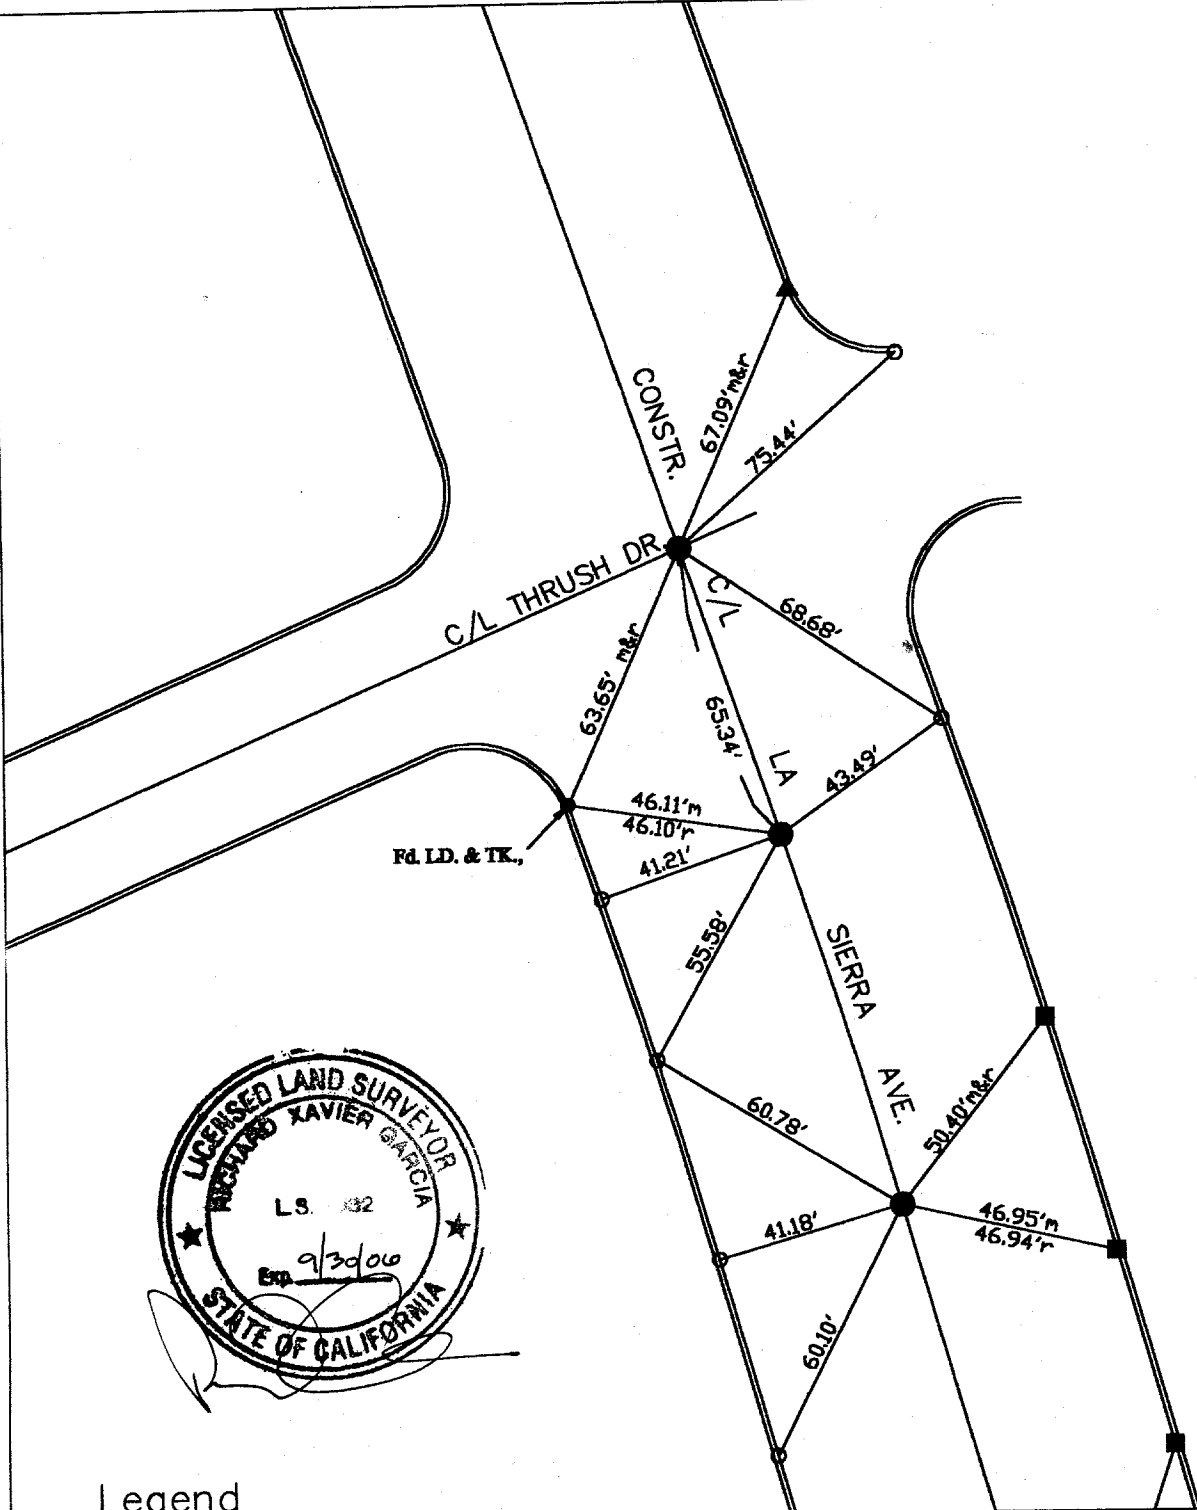 CONSTR.
67.09'm&r
75.44'
C/L THRUSH DR.
C/L
68.68'
63.65' m&r
65.34'
LA
43.49'
46.11'm
46.10'r
Fd. LD. & TK.,
41.21'
55.58'
SIERRA
AVE.
60.78'
50.40'm&r
41.18'
46.95'm
46.94'r
60.10'
LICENSED LAND SURVEYOR
RICHARD XAVIER GARCIA
L.S.
Exp. 9/30/06
STATE OF CALIFORNIA
Legend